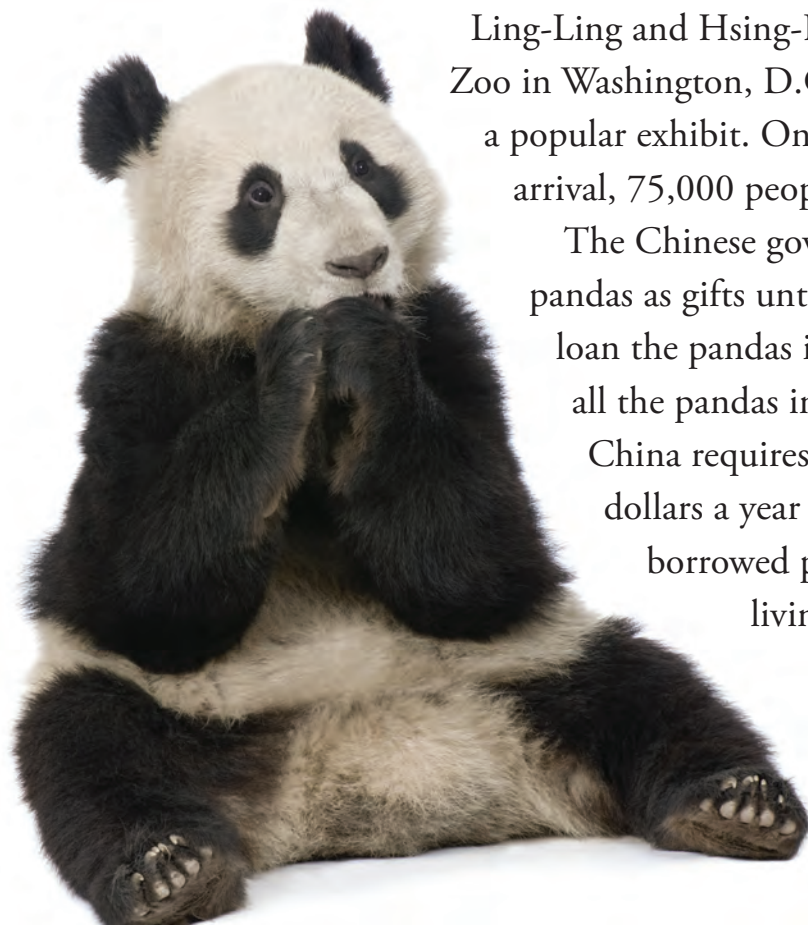 Ling-Ling and Hsing-
Zoo in Washington, D.C
a popular exhibit. On
arrival, 75,000 peop
The Chinese gov
pandas as gifts unt
loan the pandas i
all the pandas in
China requires
dollars a year
borrowed p
livin